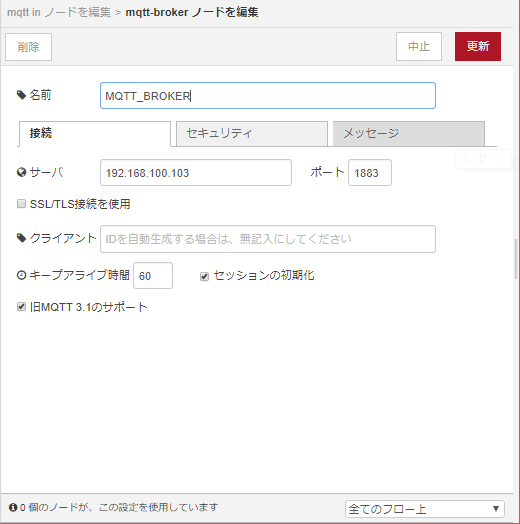 mqtt in ノードを編集 > mqtt-broker ノードを編集
削除
中止
更新
名前
MQTT_BROKER
接続
セキュリティ
メッセージ
メッセージ
サーバ
192.168.100.103
ポート
1883
SSL/TLS接続を使用
クライアント
IDを自動生成する場合は、無記入にしてください
キープアライブ時間
60
セッションの初期化
旧MQTT 3.1のサポート
0 個のノードが、この設定を使用しています
全てのフロー上